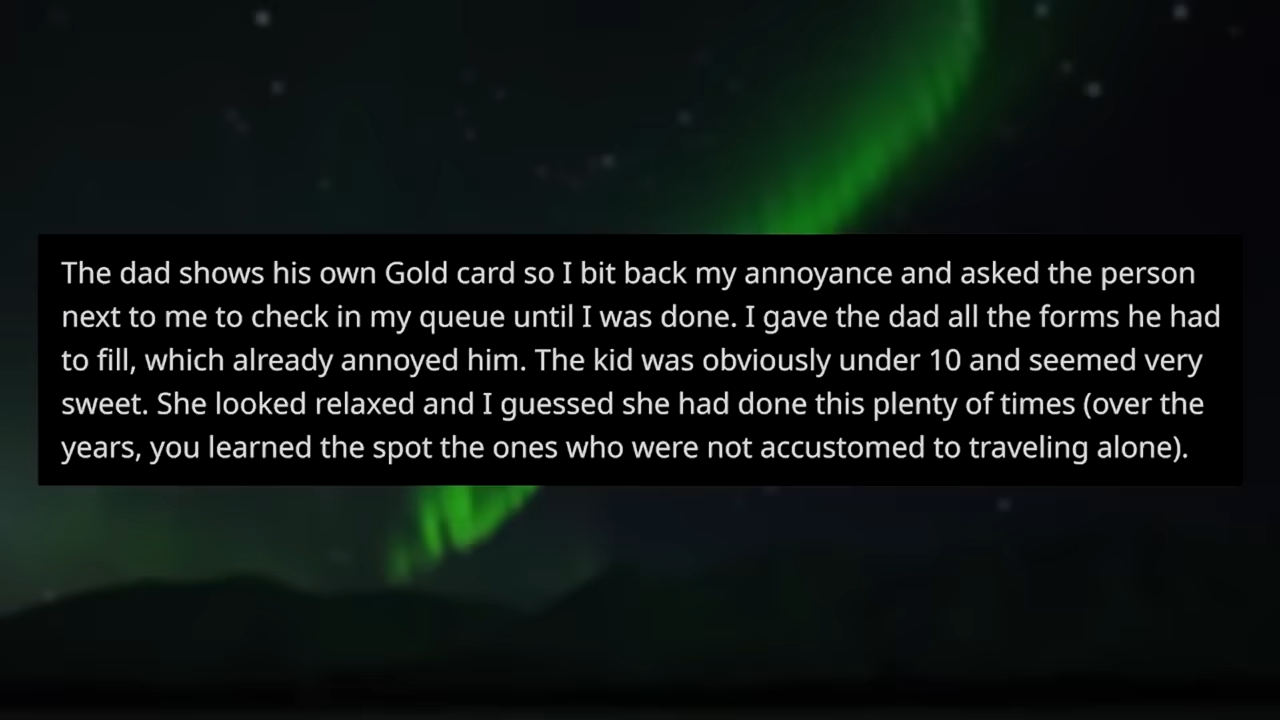 The dad shows his own Gold card so I bit back my annoyance and asked the person
next to me to check in my queue until I was done. I gave the dad all the forms he had
to fill, which already annoyed him. The kid was obviously under 10 and seemed very
sweet. She looked relaxed and I guessed she had done this plenty of times (over the
years, you learned the spot the ones who were not accustomed to traveling alone).